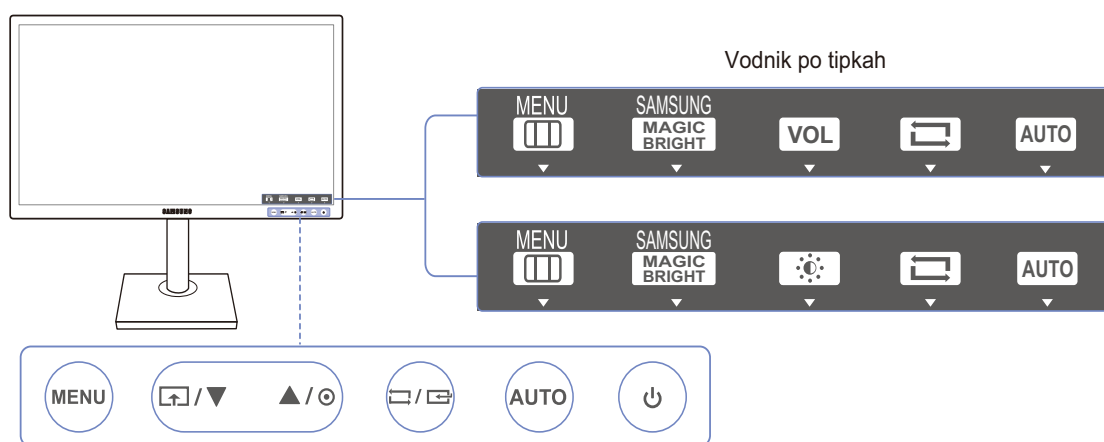 Vodnik po tipkah
MENU SAMSUNG
MAGIC
BRIGHT VOL AUTO
SAMSUNG
MENU SAMSUNG
MAGIC
BRIGHT AUTO
MENU / / / AUTO